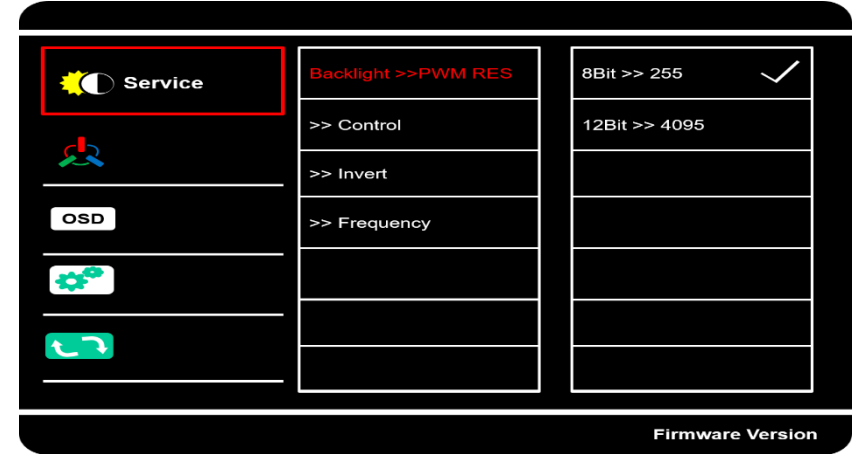 Service
OSD
Backlight >>PWM RES
>> Control
>> Invert
>> Frequency
8Bit >> 255
12Bit >> 4095
Firmware Version